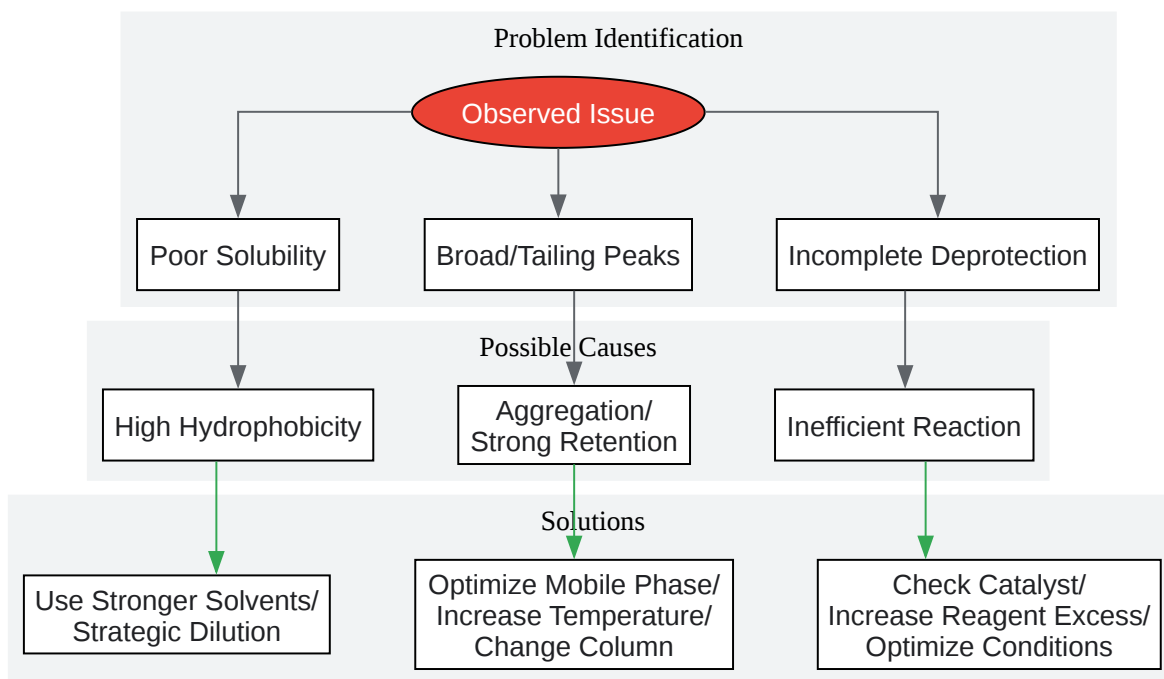 Problem Identification
Observed Issue
Poor Solubility
Broad/Tailing Peaks
Incomplete Deprotection
Possible Causes
High Hydrophobicity
Aggregation/
Strong Retention
Inefficient Reaction
Solutions
Use Stronger Solvents/
Strategic Dilution
Optimize Mobile Phase/
Increase Temperature/
Change Column
Check Catalyst/
Increase Reagent Excess/
Optimize Conditions